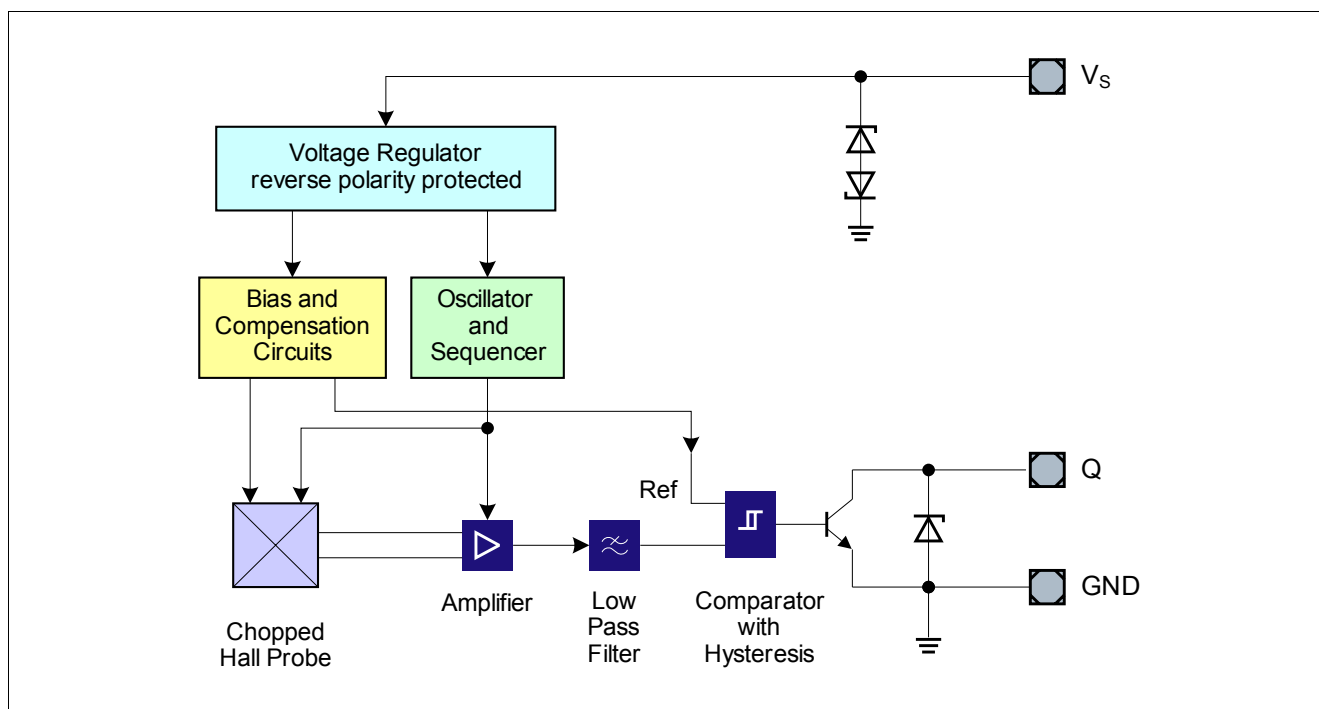 V_S
Voltage Regulator
reverse polarity protected
Bias and
Compensation
Circuits
Oscillator
and
Sequencer
Ref
Q
GND
Amplifier
Low
Pass
Filter
Comparator
with
Hysteresis
Chopped
Hall Probe